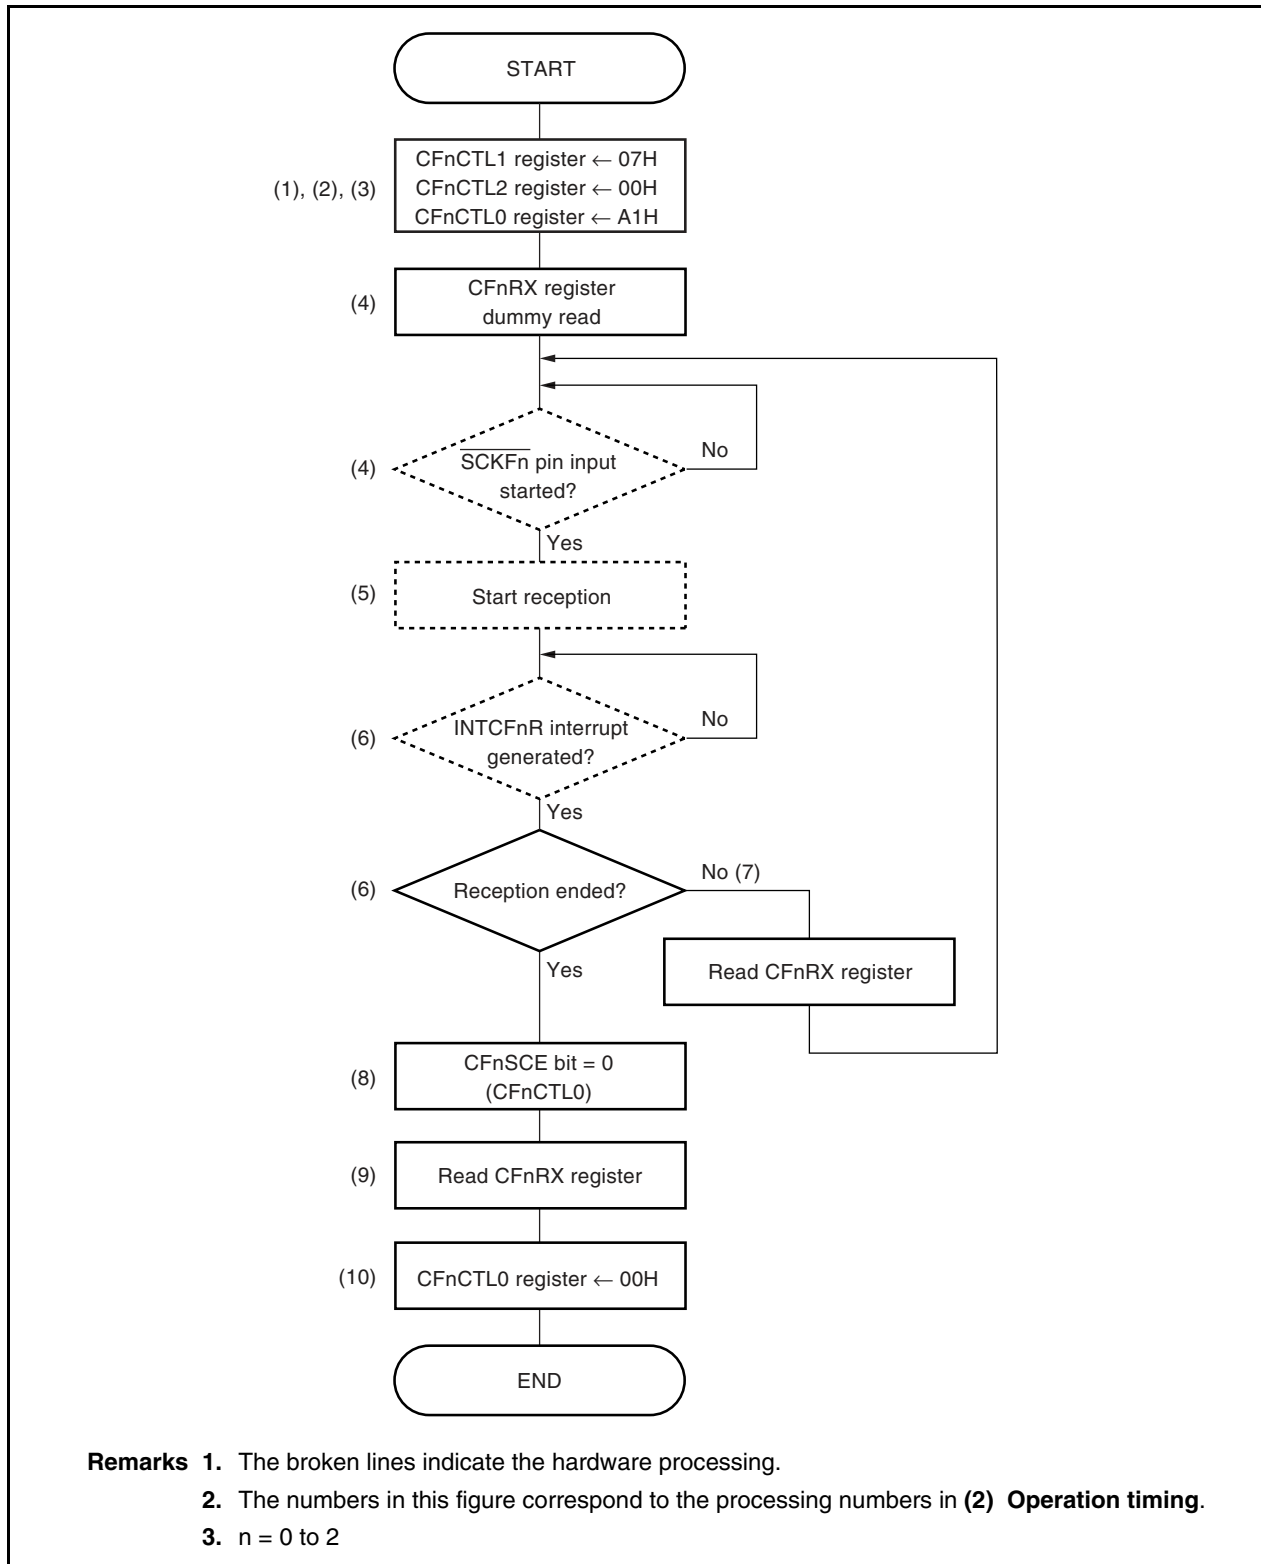 START
(1), (2), (3)
CFnCTL1 register ← 07H
CFnCTL2 register ← 00H
CFnCTL0 register ← A1H
(4)
CFnRX register
dummy read
(4)
SCKFn pin input
started?
No
Yes
(5)
Start reception
(6)
INTCFnR interrupt
generated?
No
Yes
(6)
Reception ended?
No (7)
Read CFnRX register
Yes
(8)
CFnSCE bit = 0
(CFnCTL0)
(9)
Read CFnRX register
(10)
CFnCTL0 register ← 00H
END
Remarks 1. The broken lines indicate the hardware processing.
2. The numbers in this figure correspond to the processing numbers in (2) Operation timing.
3. n = 0 to 2